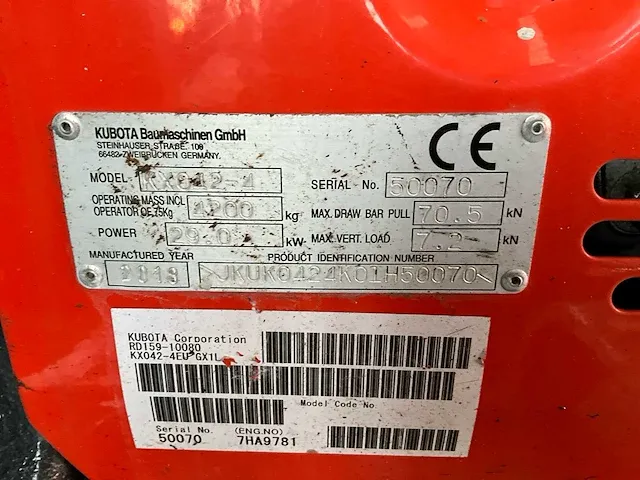 KUBOTA Baumaschinen GmbH
STEINHAUSER STRAßE 100
66482 ZWEIBRÜCKEN GERMANY.
CE
MODEL KX042-4 SERIAL No. 50070
OPERATING MASS INCL OPERATOR OF 75Kg 4260 kg MAX. DRAW BAR PULL 70.5 kN
POWER kW MAX. VERT. LOAD 7.2 kN
MANUFACTURED YEAR PRODUCT IDENTIFICATION NUMBER
2018 JKUK0424K01H50070
KUBOTA Corporation
RD159-10080
KX042-4EU GX1L
Model Code No
Serial No. (ENG.NO)
50070 7HA9781